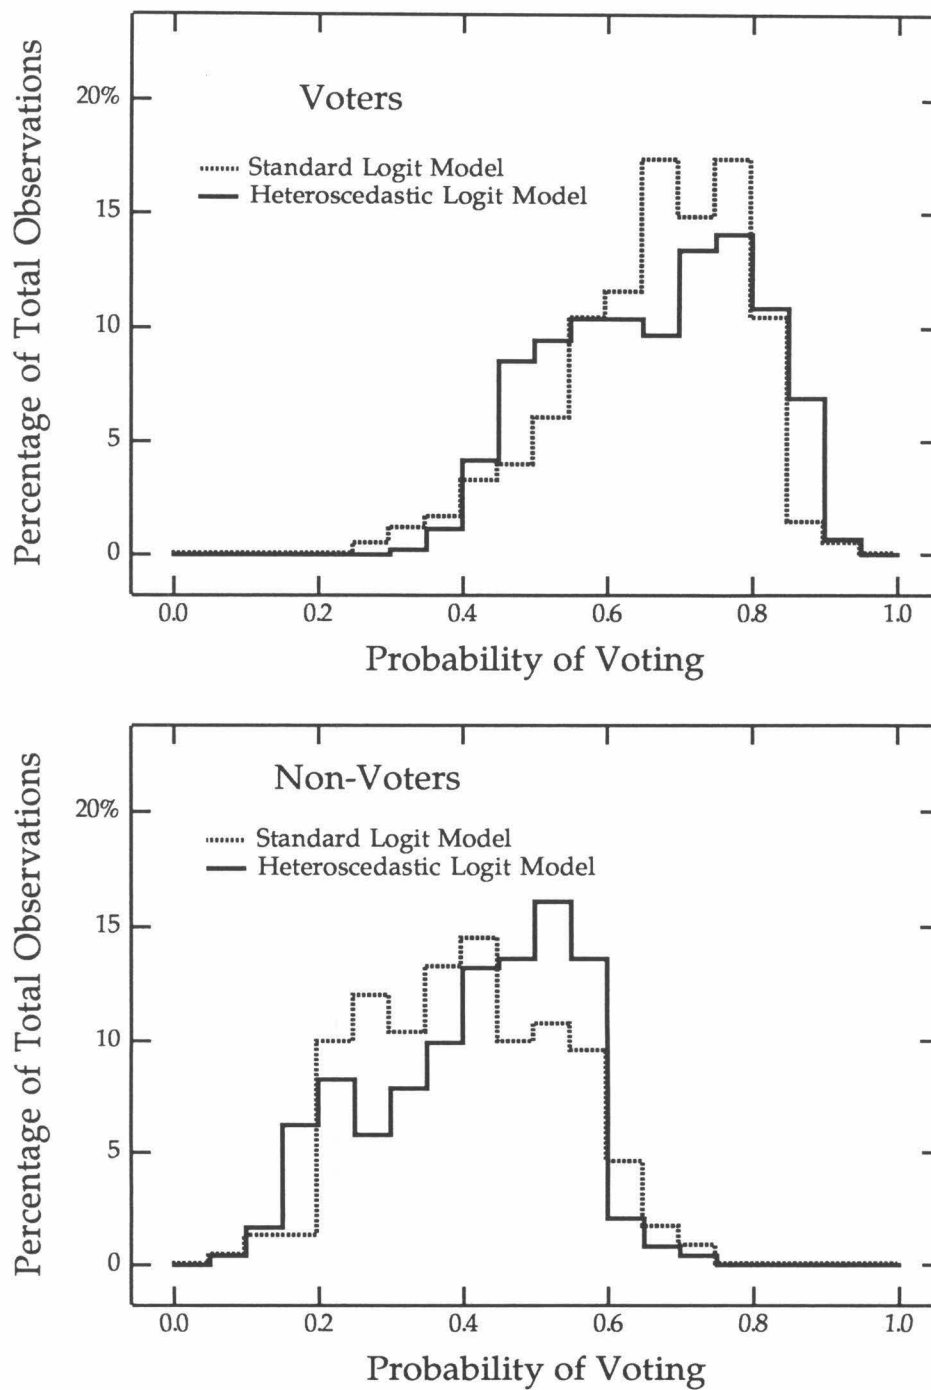 Percentage of Total Observations
20%
15
10
5
0
Voters
Standard Logit Model
Heteroscedastic Logit Model
0.0 0.2 0.4 0.6 0.8 1.0
Probability of Voting
Percentage of Total Observations
20%
15
10
5
0
Non-Voters
Standard Logit Model
Heteroscedastic Logit Model
0.0 0.2 0.4 0.6 0.8 1.0
Probability of Voting